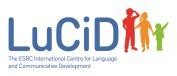 LuCiD
The ESRC International Centre for Language
and Communicative Development